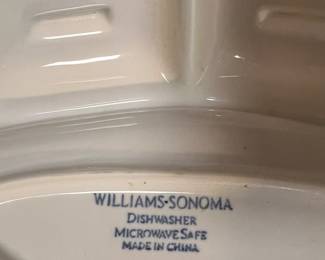 WILLIAMS-SONOMA
DISHWASHER
MICROWAVE SAFE
MADE IN CHINA